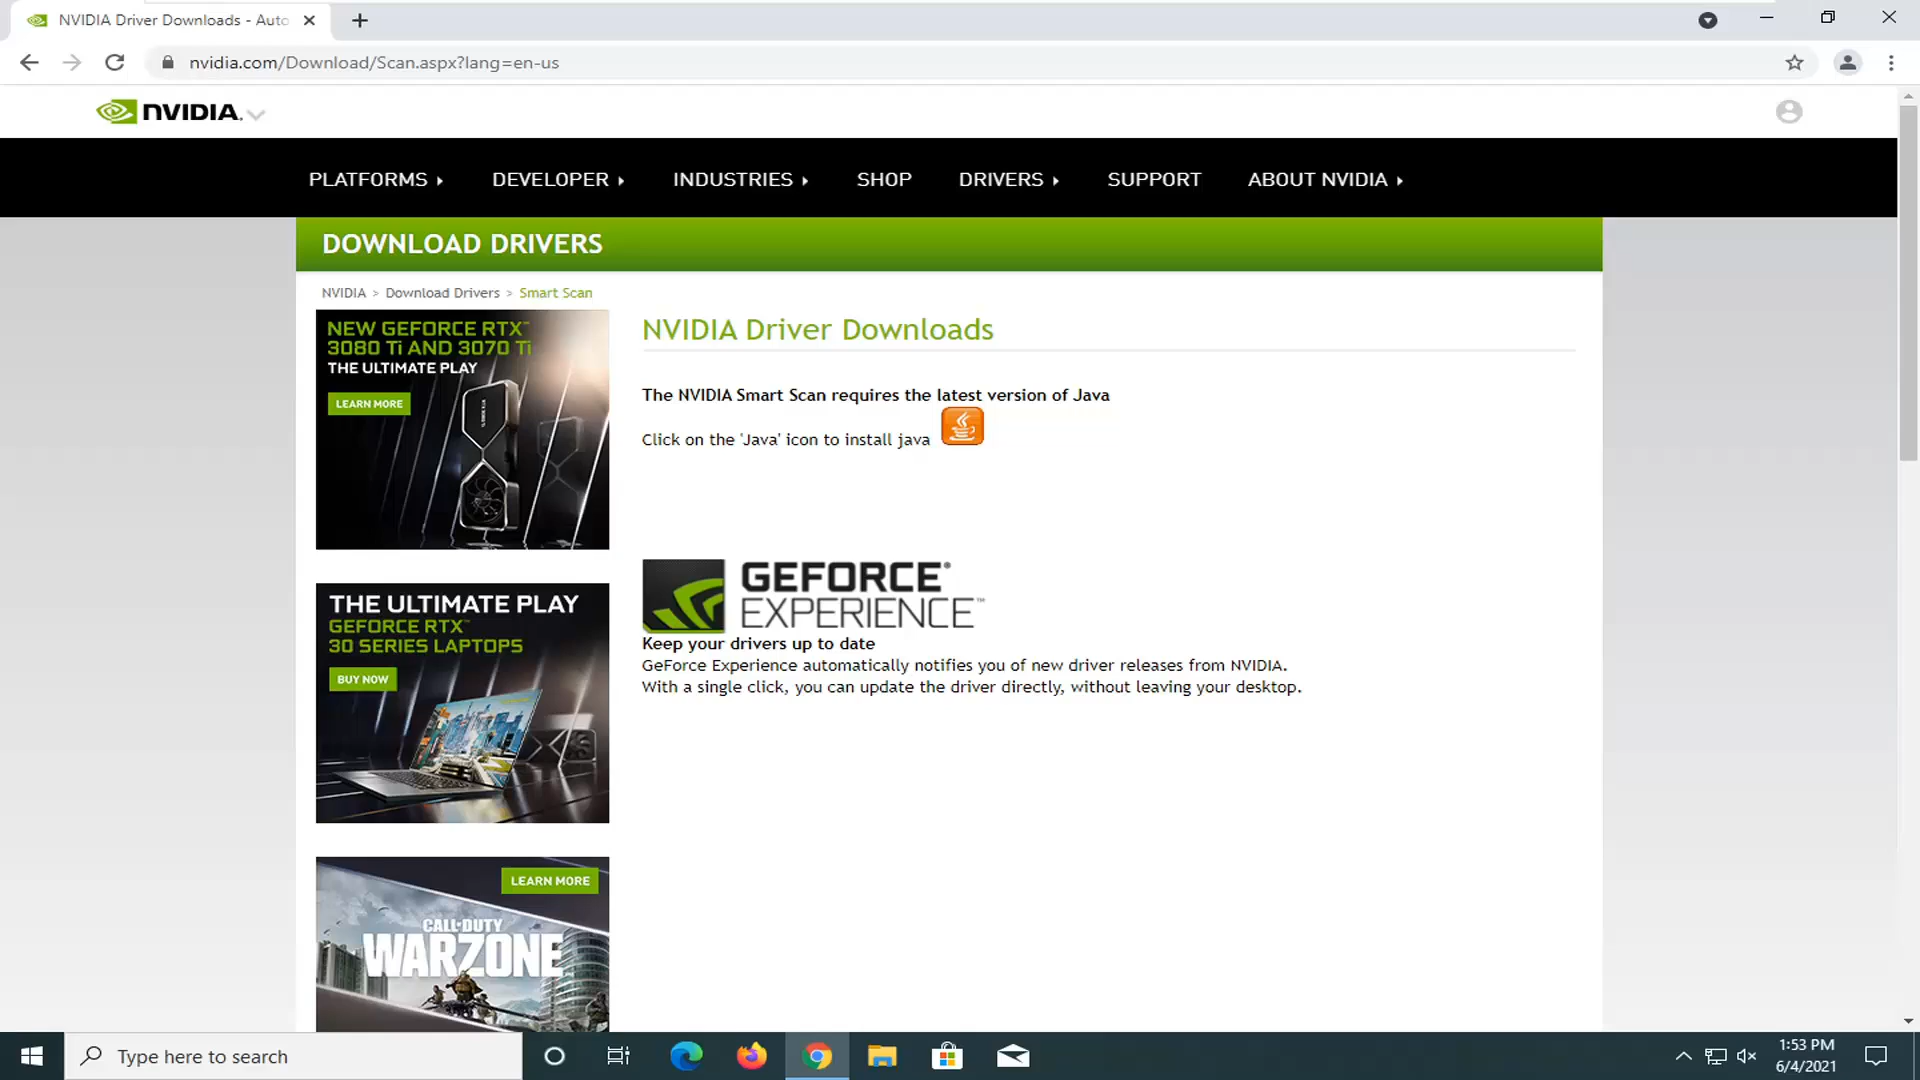 NVIDIA Driver Downloads - Auto
nvidia.com/Download/Scan.aspx?lang=en-us
NVIDIA.
PLATFORMS DEVELOPER INDUSTRIES SHOP DRIVERS SUPPORT ABOUT NVIDIA
DOWNLOAD DRIVERS
NVIDIA > Download Drivers > Smart Scan
NEW GEFORCE RTX™
3080 Ti AND 3070 Ti
THE ULTIMATE PLAY
LEARN MORE
NVIDIA Driver Downloads
The NVIDIA Smart Scan requires the latest version of Java
Click on the 'Java' icon to install java
GEFORCE®
EXPERIENCE™
Keep your drivers up to date
GeForce Experience automatically notifies you of new driver releases from NVIDIA.
With a single click, you can update the driver directly, without leaving your desktop.
THE ULTIMATE PLAY
GEFORCE RTX™
30 SERIES LAPTOPS
BUY NOW
LEARN MORE
CALL OF DUTY
WARZONE
Type here to search
1:53 PM
6/4/2021